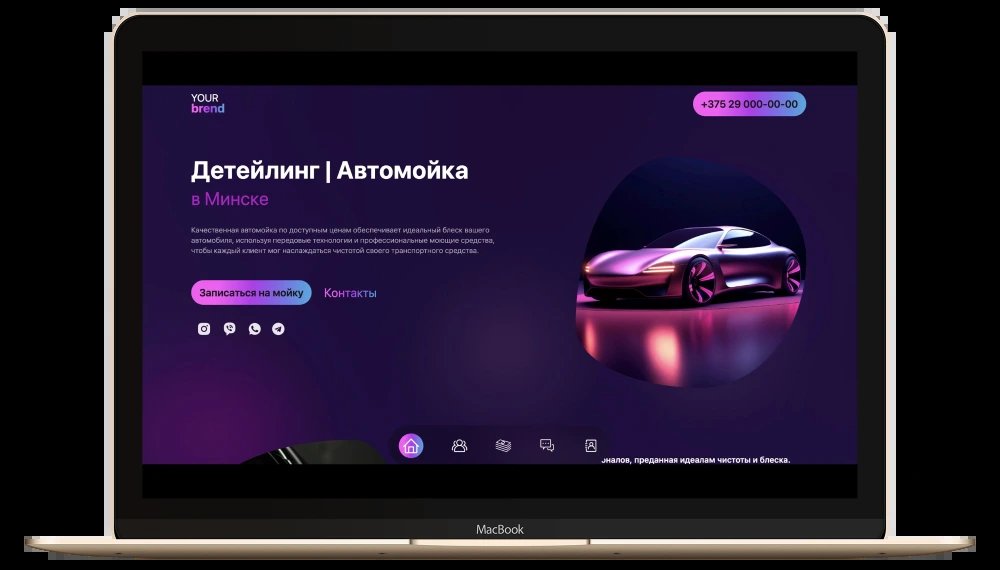 YOUR
brend
+375 29 000-00-00
Детейлинг | Автомойка
в Минске
Качественная автомойка по доступным ценам обеспечивает идеальный блеск вашего
автомобиля, используя передовые технологии и профессиональные моющие средства,
чтобы каждый клиент мог наслаждаться чистотой своего транспортного средства.
Записаться на мойку
Контакты
преданная идеалам чистоты и блеска.
MacBook